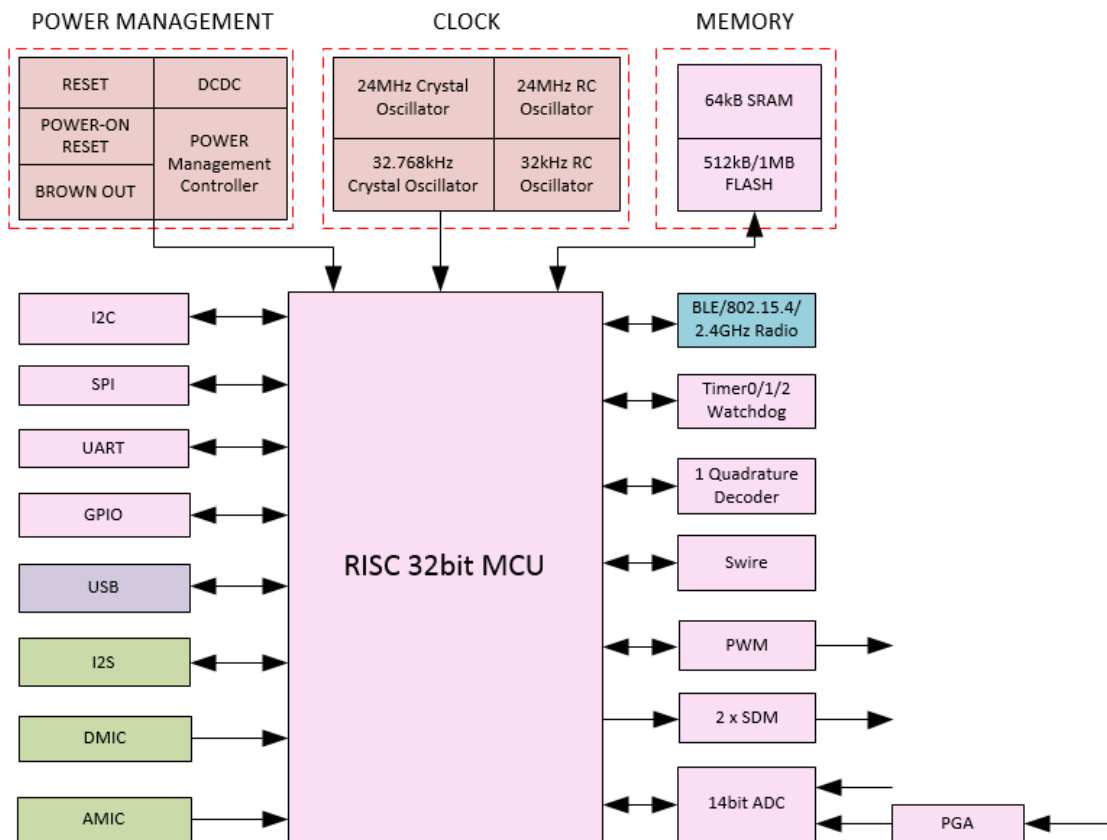 POWER MANAGEMENT
CLOCK
MEMORY
RESET
DCDC
POWER-ON
RESET
POWER
Management
Controller
BROWN OUT
24MHz Crystal
Oscillator
24MHz RC
Oscillator
32.768kHz
Crystal Oscillator
32kHz RC
Oscillator
64kB SRAM
512kB/1MB
FLASH
I2C
SPI
UART
GPIO
USB
I2S
DMIC
AMIC
RISC 32bit MCU
BLE/802.15.4/
2.4GHz Radio
Timer0/1/2
Watchdog
1 Quadrature
Decoder
Swire
PWM
2 x SDM
14bit ADC
PGA